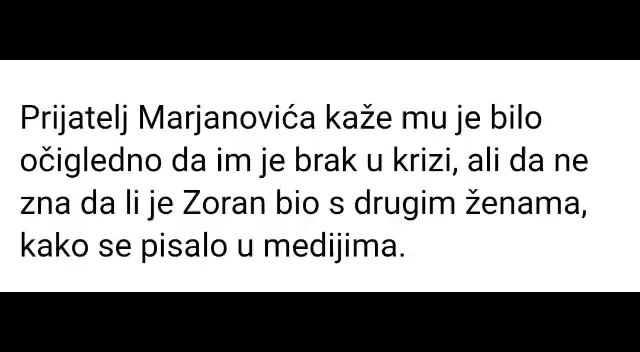 Prijatelj Marjanovića kaže mu je bilo
očigledno da im je brak u krizi, ali da ne
zna da li je Zoran bio s drugim ženama,
kako se pisalo u medijima.